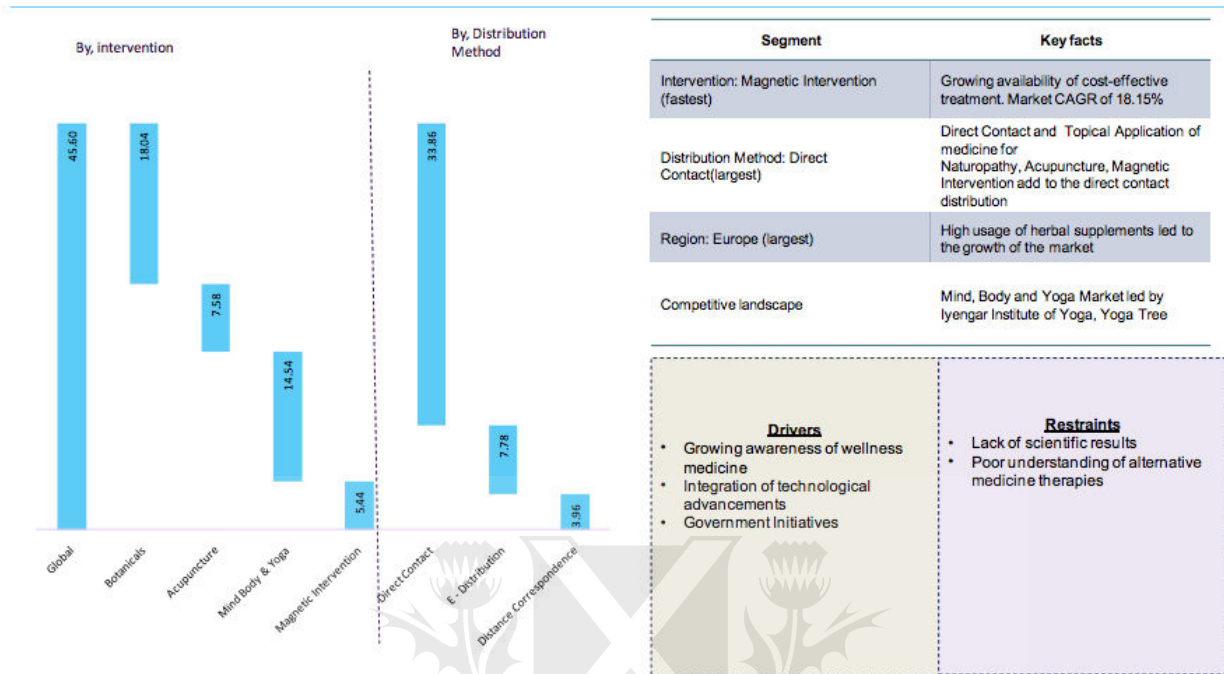 By, intervention
By, Distribution
Method
45.60
18.04
7.58
14.54
5.44
33.86
7.78
3.96
Global
Botanicals
Acupuncture
Mind Body & Yoga
Magnetic Intervention
Direct Contact
E - Distribution
Distance Correspondence
Segment
Key facts
Intervention: Magnetic Intervention
(fastest)
Growing availability of cost-effective
treatment. Market CAGR of 18.15%
Distribution Method: Direct
Contact(largest)
Direct Contact and Topical Application of
medicine for
Naturopathy, Acupuncture, Magnetic
Intervention add to the direct contact
distribution
Region: Europe (largest)
High usage of herbal supplements led to
the growth of the market
Competitive landscape
Mind, Body and Yoga Market led by
Iyengar Institute of Yoga, Yoga Tree
Drivers
• Growing awareness of wellness
medicine
• Integration of technological
advancements
• Government Initiatives
Restraints
• Lack of scientific results
• Poor understanding of alternative
medicine therapies